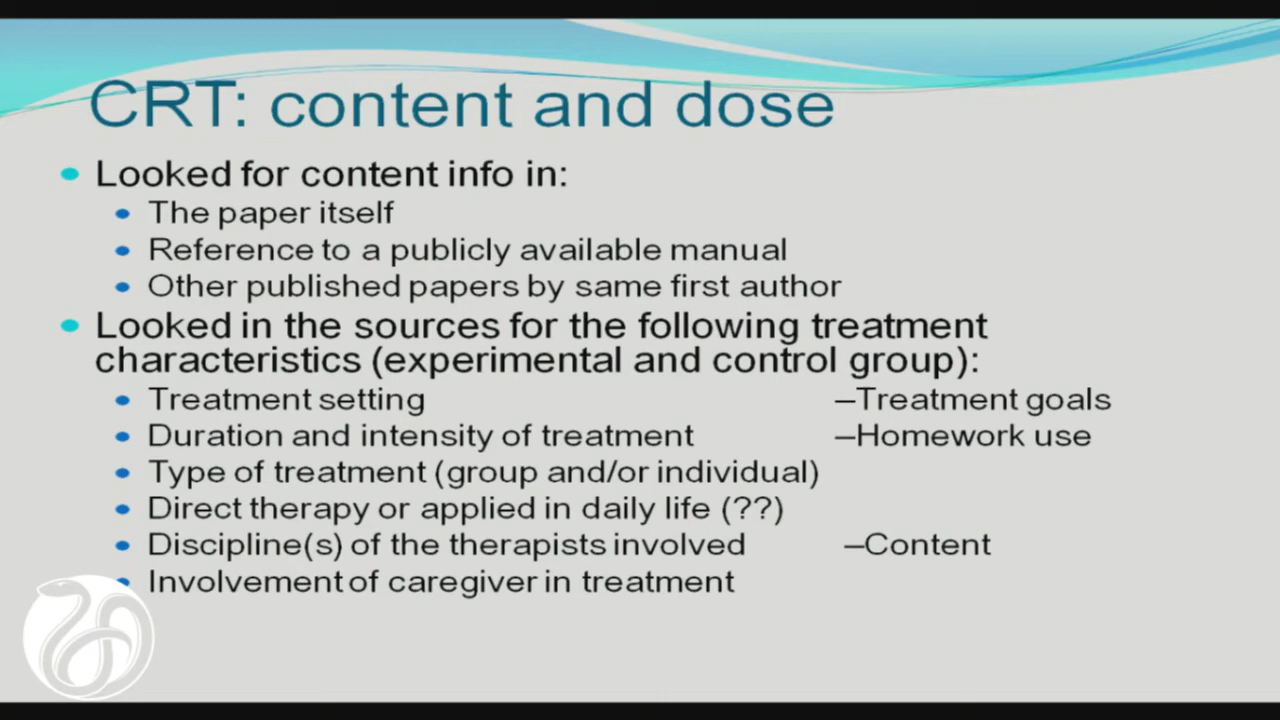 CRT: content and dose
Looked for content info in:
The paper itself
Reference to a publicly available manual
Other published papers by same first author
Looked in the sources for the following treatment
characteristics (experimental and control group):
Treatment setting –Treatment goals
Duration and intensity of treatment –Homework use
Type of treatment (group and/or individual)
Direct therapy or applied in daily life (??)
Discipline(s) of the therapists involved –Content
Involvement of caregiver in treatment